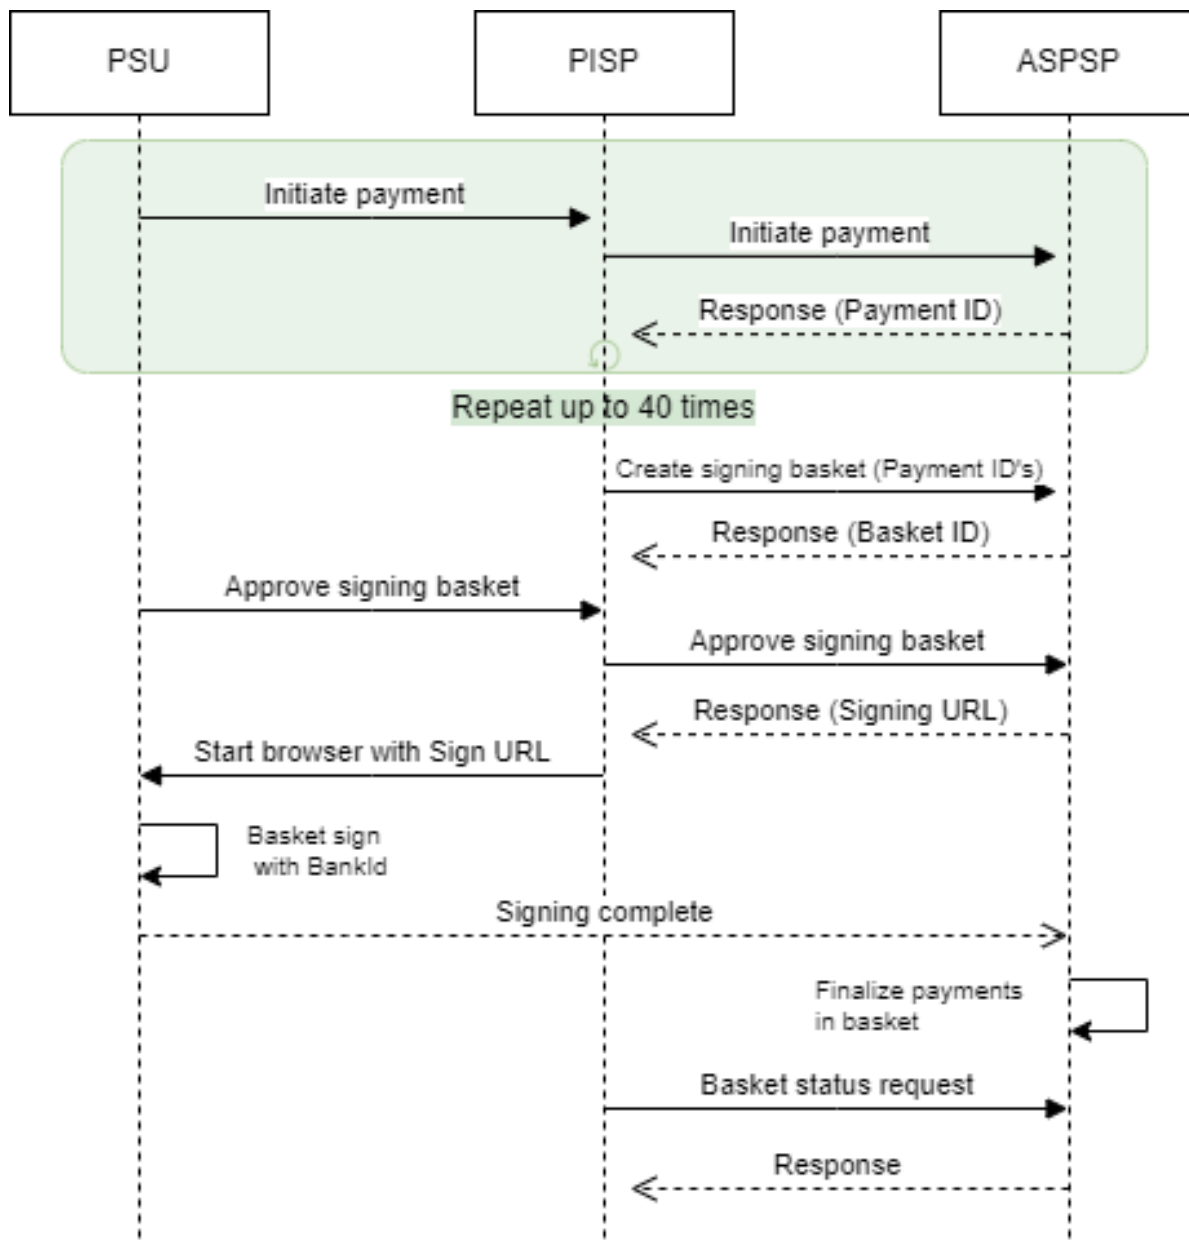 PSU
PISP
ASPSP
Initiate payment
Initiate payment
Response (Payment ID)
Repeat up to 40 times
Create signing basket (Payment ID's)
Response (Basket ID)
Approve signing basket
Approve signing basket
Response (Signing URL)
Start browser with Sign URL
Basket sign
with BankId
Signing complete
Finalize payments
in basket
Basket status request
Response